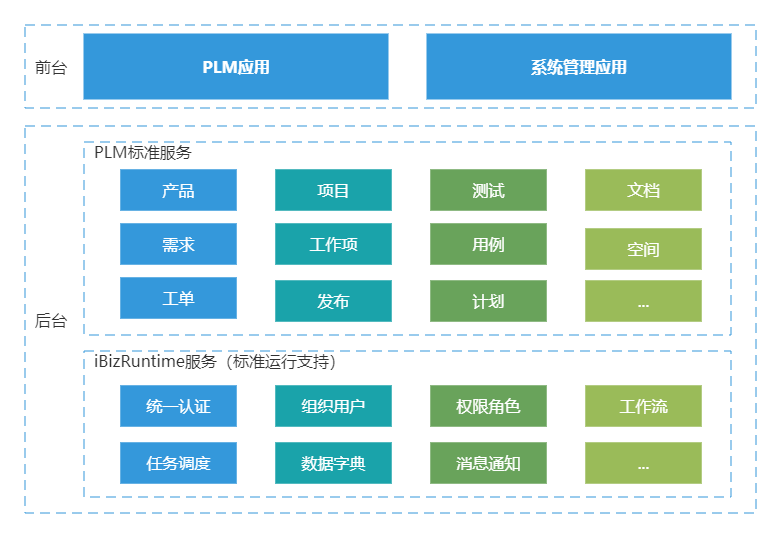 前台
PLM应用
系统管理应用
后台
PLM标准服务
产品
项目
测试
文档
需求
工作项
用例
空间
工单
发布
计划
...
iBizRuntime服务（标准运行支持）
统一认证
组织用户
权限角色
工作流
任务调度
数据字典
消息通知
...